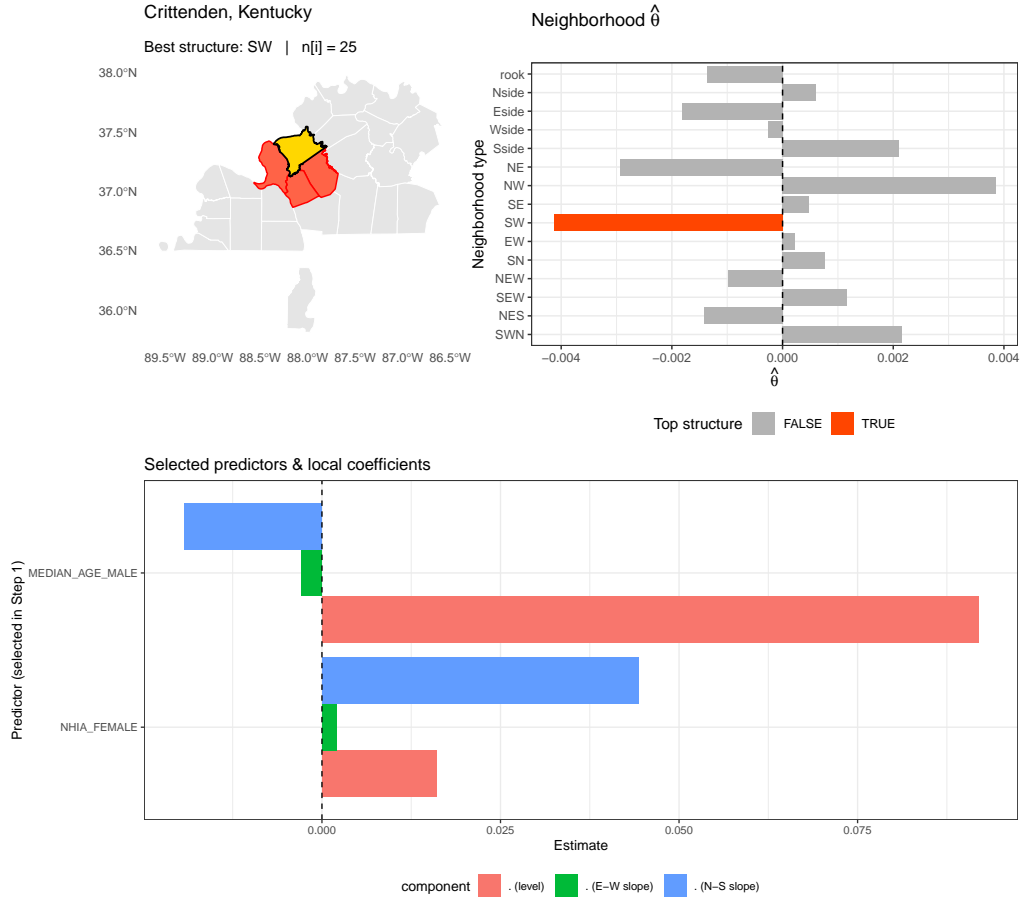 Crittenden, Kentucky
Best structure: SW | n[i] = 25
38.0°N
37.5°N
37.0°N
36.5°N
36.0°N
89.5°W 89.0°W 88.5°W 88.0°W 87.5°W 87.0°W 86.5°W
Neighborhood θ̂
Neighborhood type
rook
Nside
Eside
Wside
Sside
NE
NW
SE
SW
EW
SN
NEW
SEW
NES
SWN
−0.004 −0.002 0.000 0.002 0.004
θ̂
Top structure FALSE TRUE
Selected predictors & local coefficients
Predictor (selected in Step 1)
MEDIAN_AGE_MALE
NHIA_FEMALE
0.000 0.025 0.050 0.075
Estimate
component . (level) . (E−W slope) . (N−S slope)